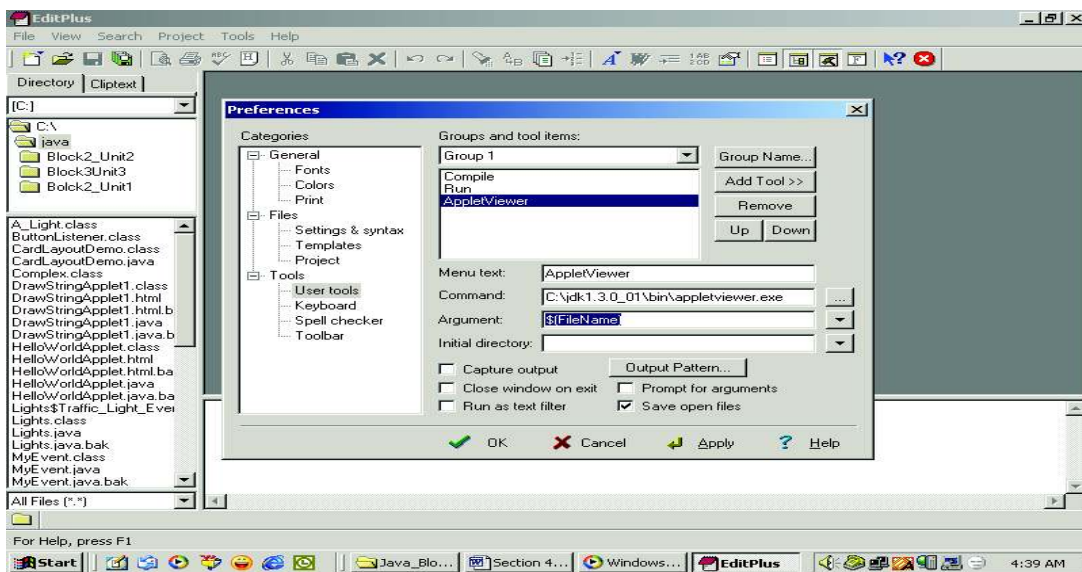 EditPlus
File View Search Project Tools Help
Directory Cliptext
[C:]
C:\
java
Block2_Unit2
Block3Unit3
Bolck2_Unit1
A_Light.class
ButtonListener.class
CardLayoutDemo.class
CardLayoutDemo.java
Complex.class
DrawStringApplet1.class
DrawStringApplet1.html
DrawStringApplet1.html.b
DrawStringApplet1.java
DrawStringApplet1.java.b
HelloWorldApplet.class
HelloWorldApplet.html
HelloWorldApplet.html.ba
HelloWorldApplet.java
HelloWorldApplet.java.ba
Lights$Traffic_Light_Ever
Lights.class
Lights.java
Lights.java.bak
MyEvent.class
MyEvent.java
MyEvent.java.bak
All Files (*.*)
Preferences
Categories
General
Fonts
Colors
Print
Files
Settings & syntax
Templates
Project
Tools
User tools
Keyboard
Spell checker
Toolbar
Groups and tool items:
Group 1
Group Name...
Compile
Run
AppletViewer
Add Tool >>
Remove
Up Down
Menu text: AppletViewer
Command: C:\jdk1.3.0_01\bin\appletviewer.exe ...
Argument: $(FileName)
Initial directory:
Capture output Output Pattern...
Close window on exit Prompt for arguments
Run as text filter Save open files
OK Cancel Apply Help
For Help, press F1
Start Java_Blo... Section 4... Windows... EditPlus 4:39 AM